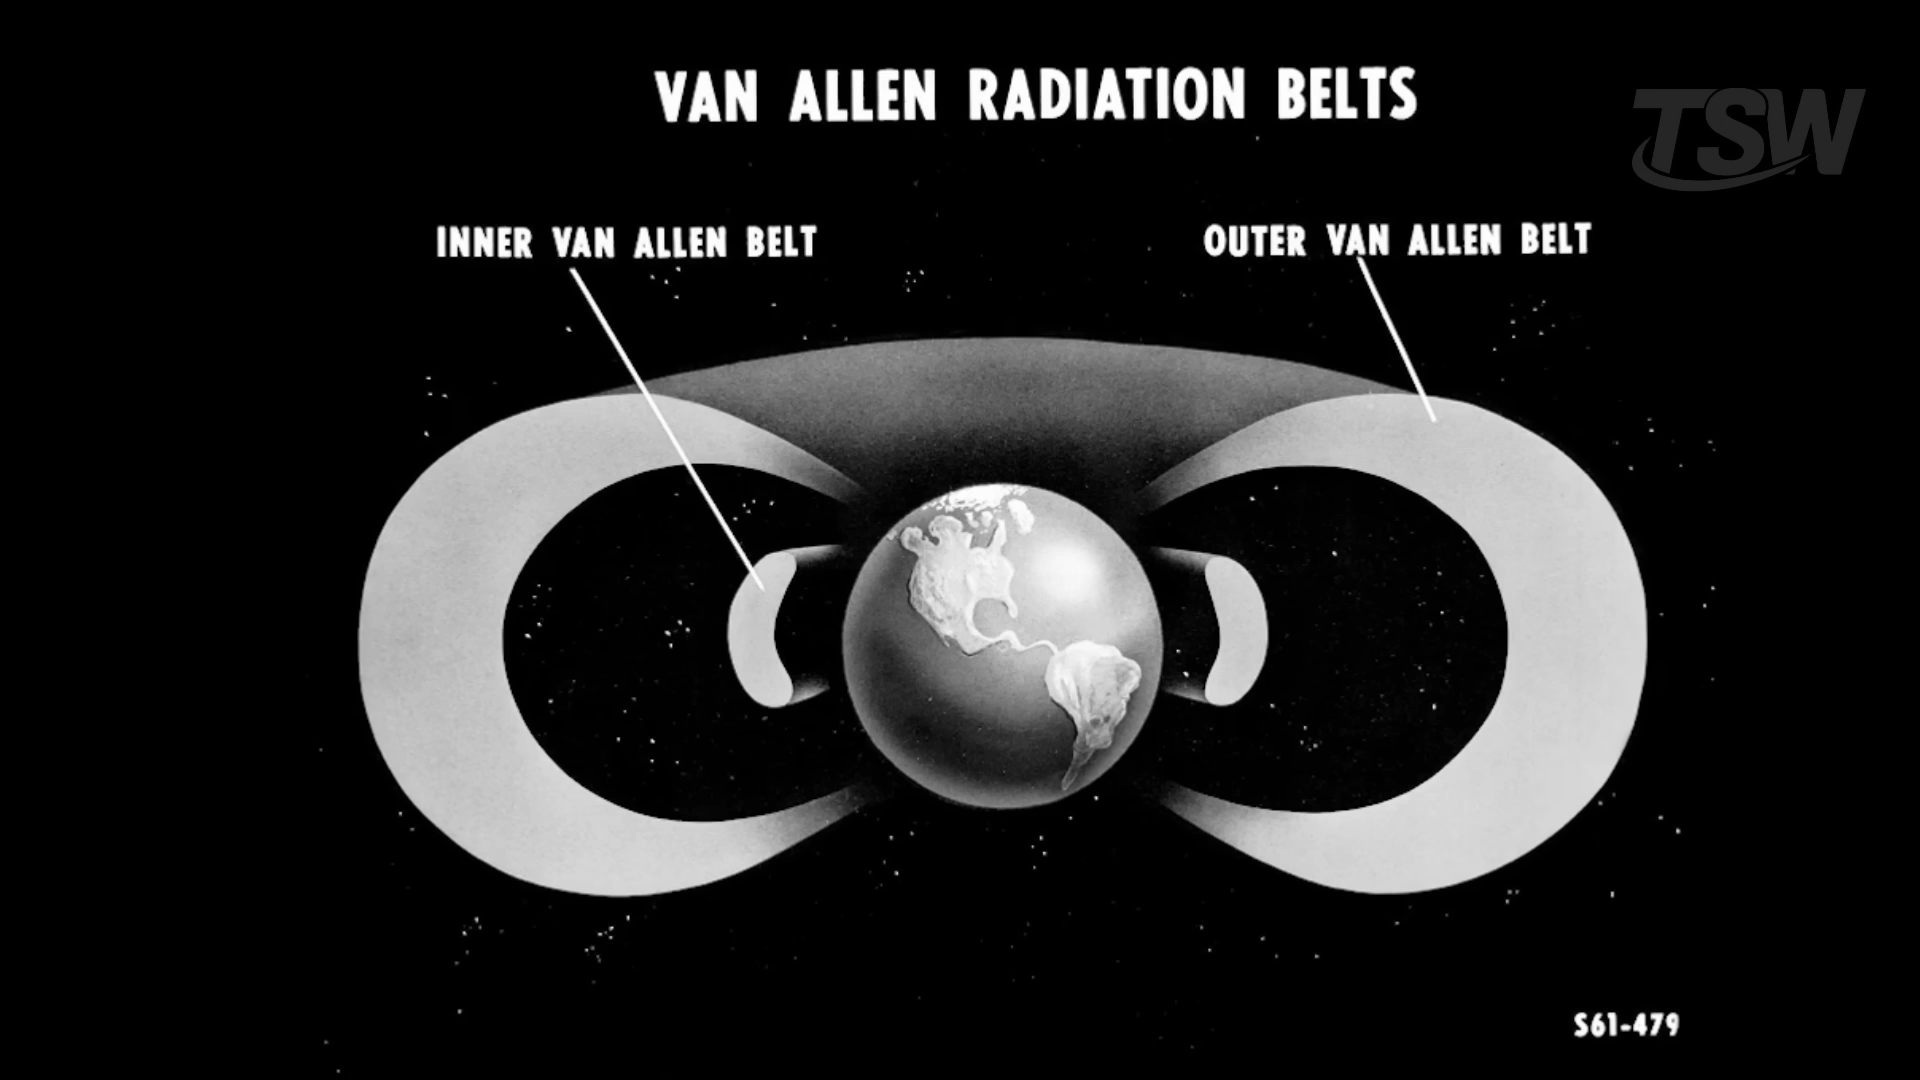 VAN ALLEN RADIATION BELTS
TSW
INNER VAN ALLEN BELT
OUTER VAN ALLEN BELT
S61-479